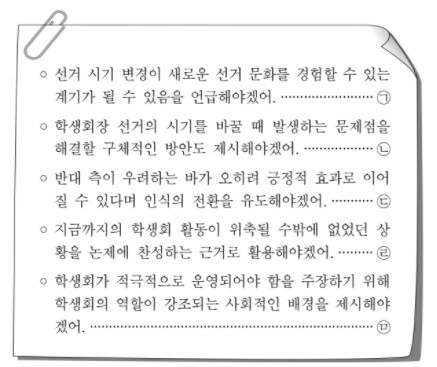 ○ 선거 시기 변경이 새로운 선거 문화를 경험할 수 있는
계기가 될 수 있음을 언급해야겠어. ························ ㉠
○ 학생회장 선거의 시기를 바꿀 때 발생하는 문제점을
해결할 구체적인 방안도 제시해야겠어. ·················· ㉡
○ 반대 측이 우려하는 바가 오히려 긍정적 효과로 이어
질 수 있다며 인식의 전환을 유도해야겠어. ··········· ㉢
○ 지금까지의 학생회 활동이 위축될 수밖에 없었던 상
황을 논제에 찬성하는 근거로 활용해야겠어. ········· ㉣
○ 학생회가 적극적으로 운영되어야 함을 주장하기 위해
학생회의 역할이 강조되는 사회적인 배경을 제시해야
겠어. ········································································ ㉤